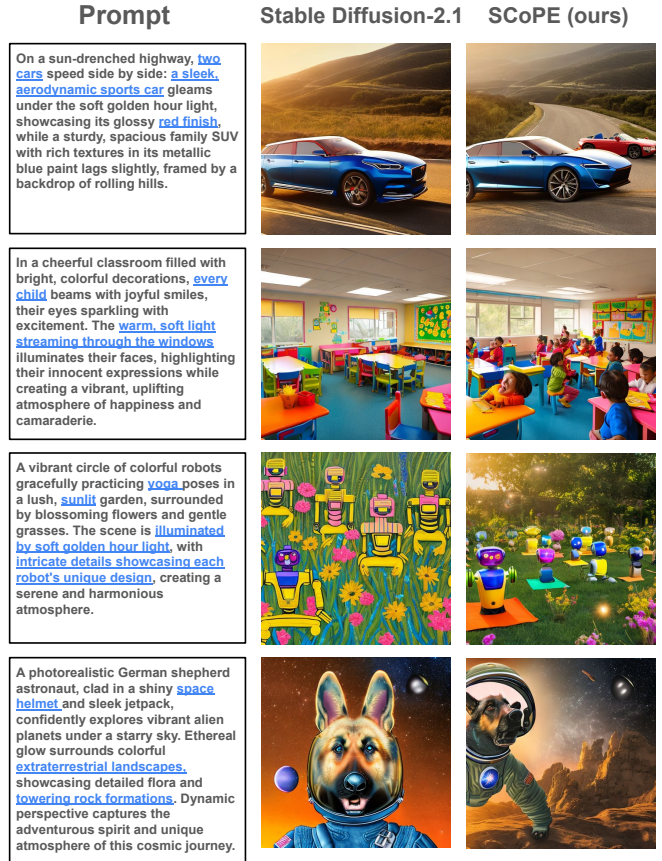 Prompt
Stable Diffusion-2.1
SCoPE (ours)
On a sun-drenched highway, two
cars speed side by side: a sleek,
aerodynamic sports car gleams
under the soft golden hour light,
showcasing its glossy red finish,
while a sturdy, spacious family SUV
with rich textures in its metallic
blue paint lags slightly, framed by a
backdrop of rolling hills.
In a cheerful classroom filled with
bright, colorful decorations, every
child beams with joyful smiles,
their eyes sparkling with
excitement. The warm, soft light
streaming through the windows
illuminates their faces, highlighting
their innocent expressions while
creating a vibrant, uplifting
atmosphere of happiness and
camaraderie.
A vibrant circle of colorful robots
gracefully practicing yoga poses in
a lush, sunlit garden, surrounded
by blossoming flowers and gentle
grasses. The scene is illuminated
by soft golden hour light, with
intricate details showcasing each
robot's unique design, creating a
serene and harmonious
atmosphere.
A photorealistic German shepherd
astronaut, clad in a shiny space
helmet and sleek jetpack,
confidently explores vibrant alien
planets under a starry sky. Ethereal
glow surrounds colorful
extraterrestrial landscapes,
showcasing detailed flora and
towering rock formations. Dynamic
perspective captures the
adventurous spirit and unique
atmosphere of this cosmic journey.